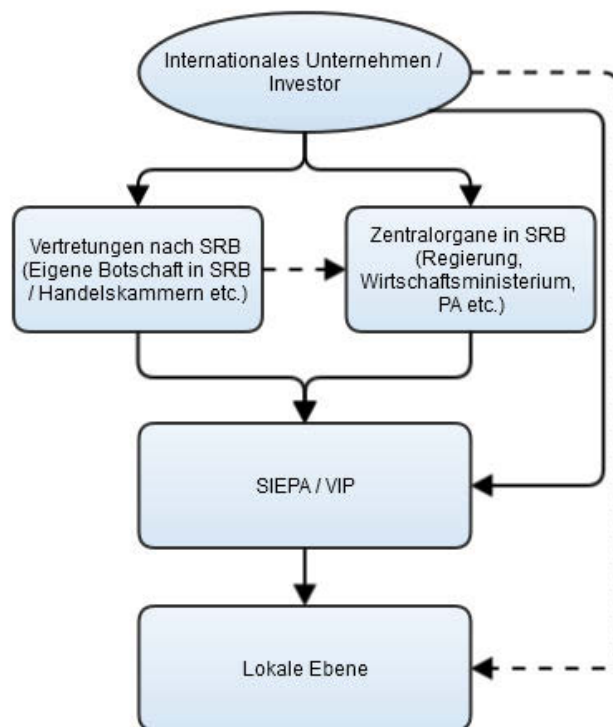 Internationales Unternehmen /
Investor
Vertretungen nach SRB
(Eigene Botschaft in SRB
/ Handelskammern etc.)
Zentralorgane in SRB
(Regierung,
Wirtschaftsministerium,
PA etc.)
SIEPA / VIP
Lokale Ebene